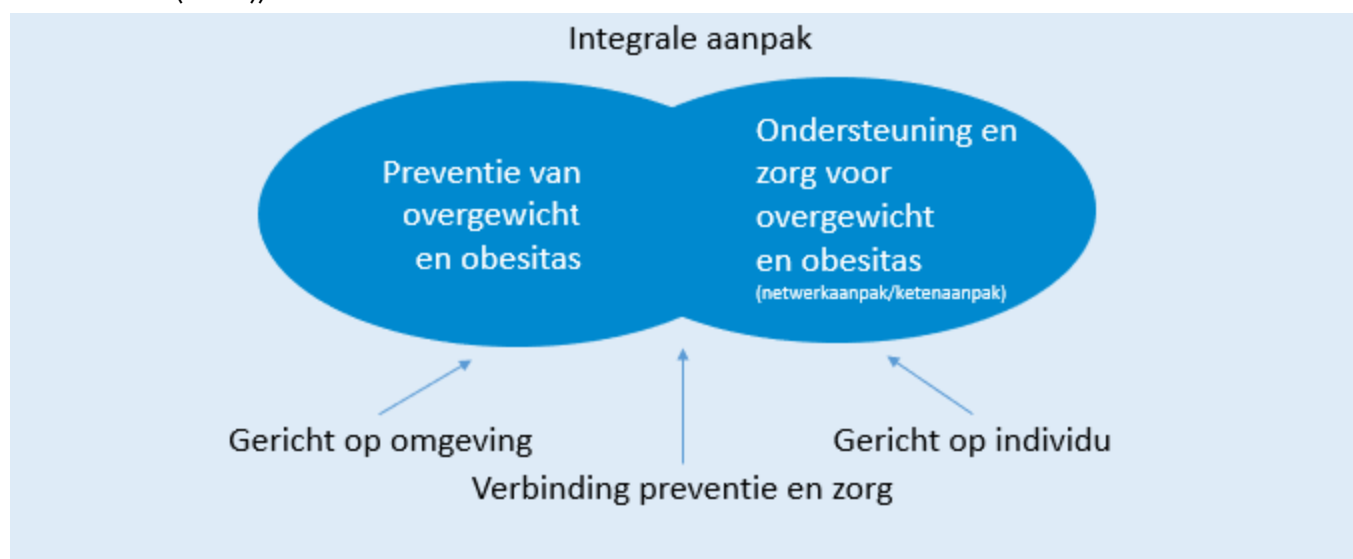 Integrale aanpak
Preventie van
overgewicht
en obesitas
Ondersteuning en
zorg voor
overgewicht
en obesitas
(netwerkaanpak/ketenaanpak)
Gericht op omgeving
Gericht op individu
Verbinding preventie en zorg